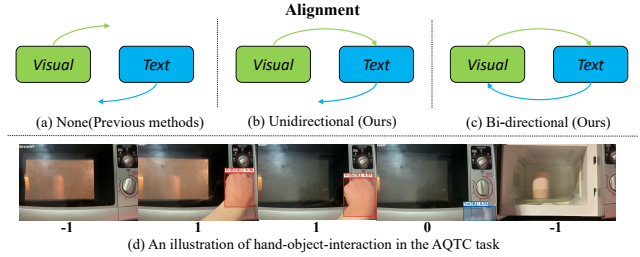 Alignment
Visual
Text
Visual
Text
Visual
Text
(a) None(Previous methods)
(b) Unidirectional (Ours)
(c) Bi-directional (Ours)
-1
1
1
0
-1
(d) An illustration of hand-object-interaction in the AQTC task